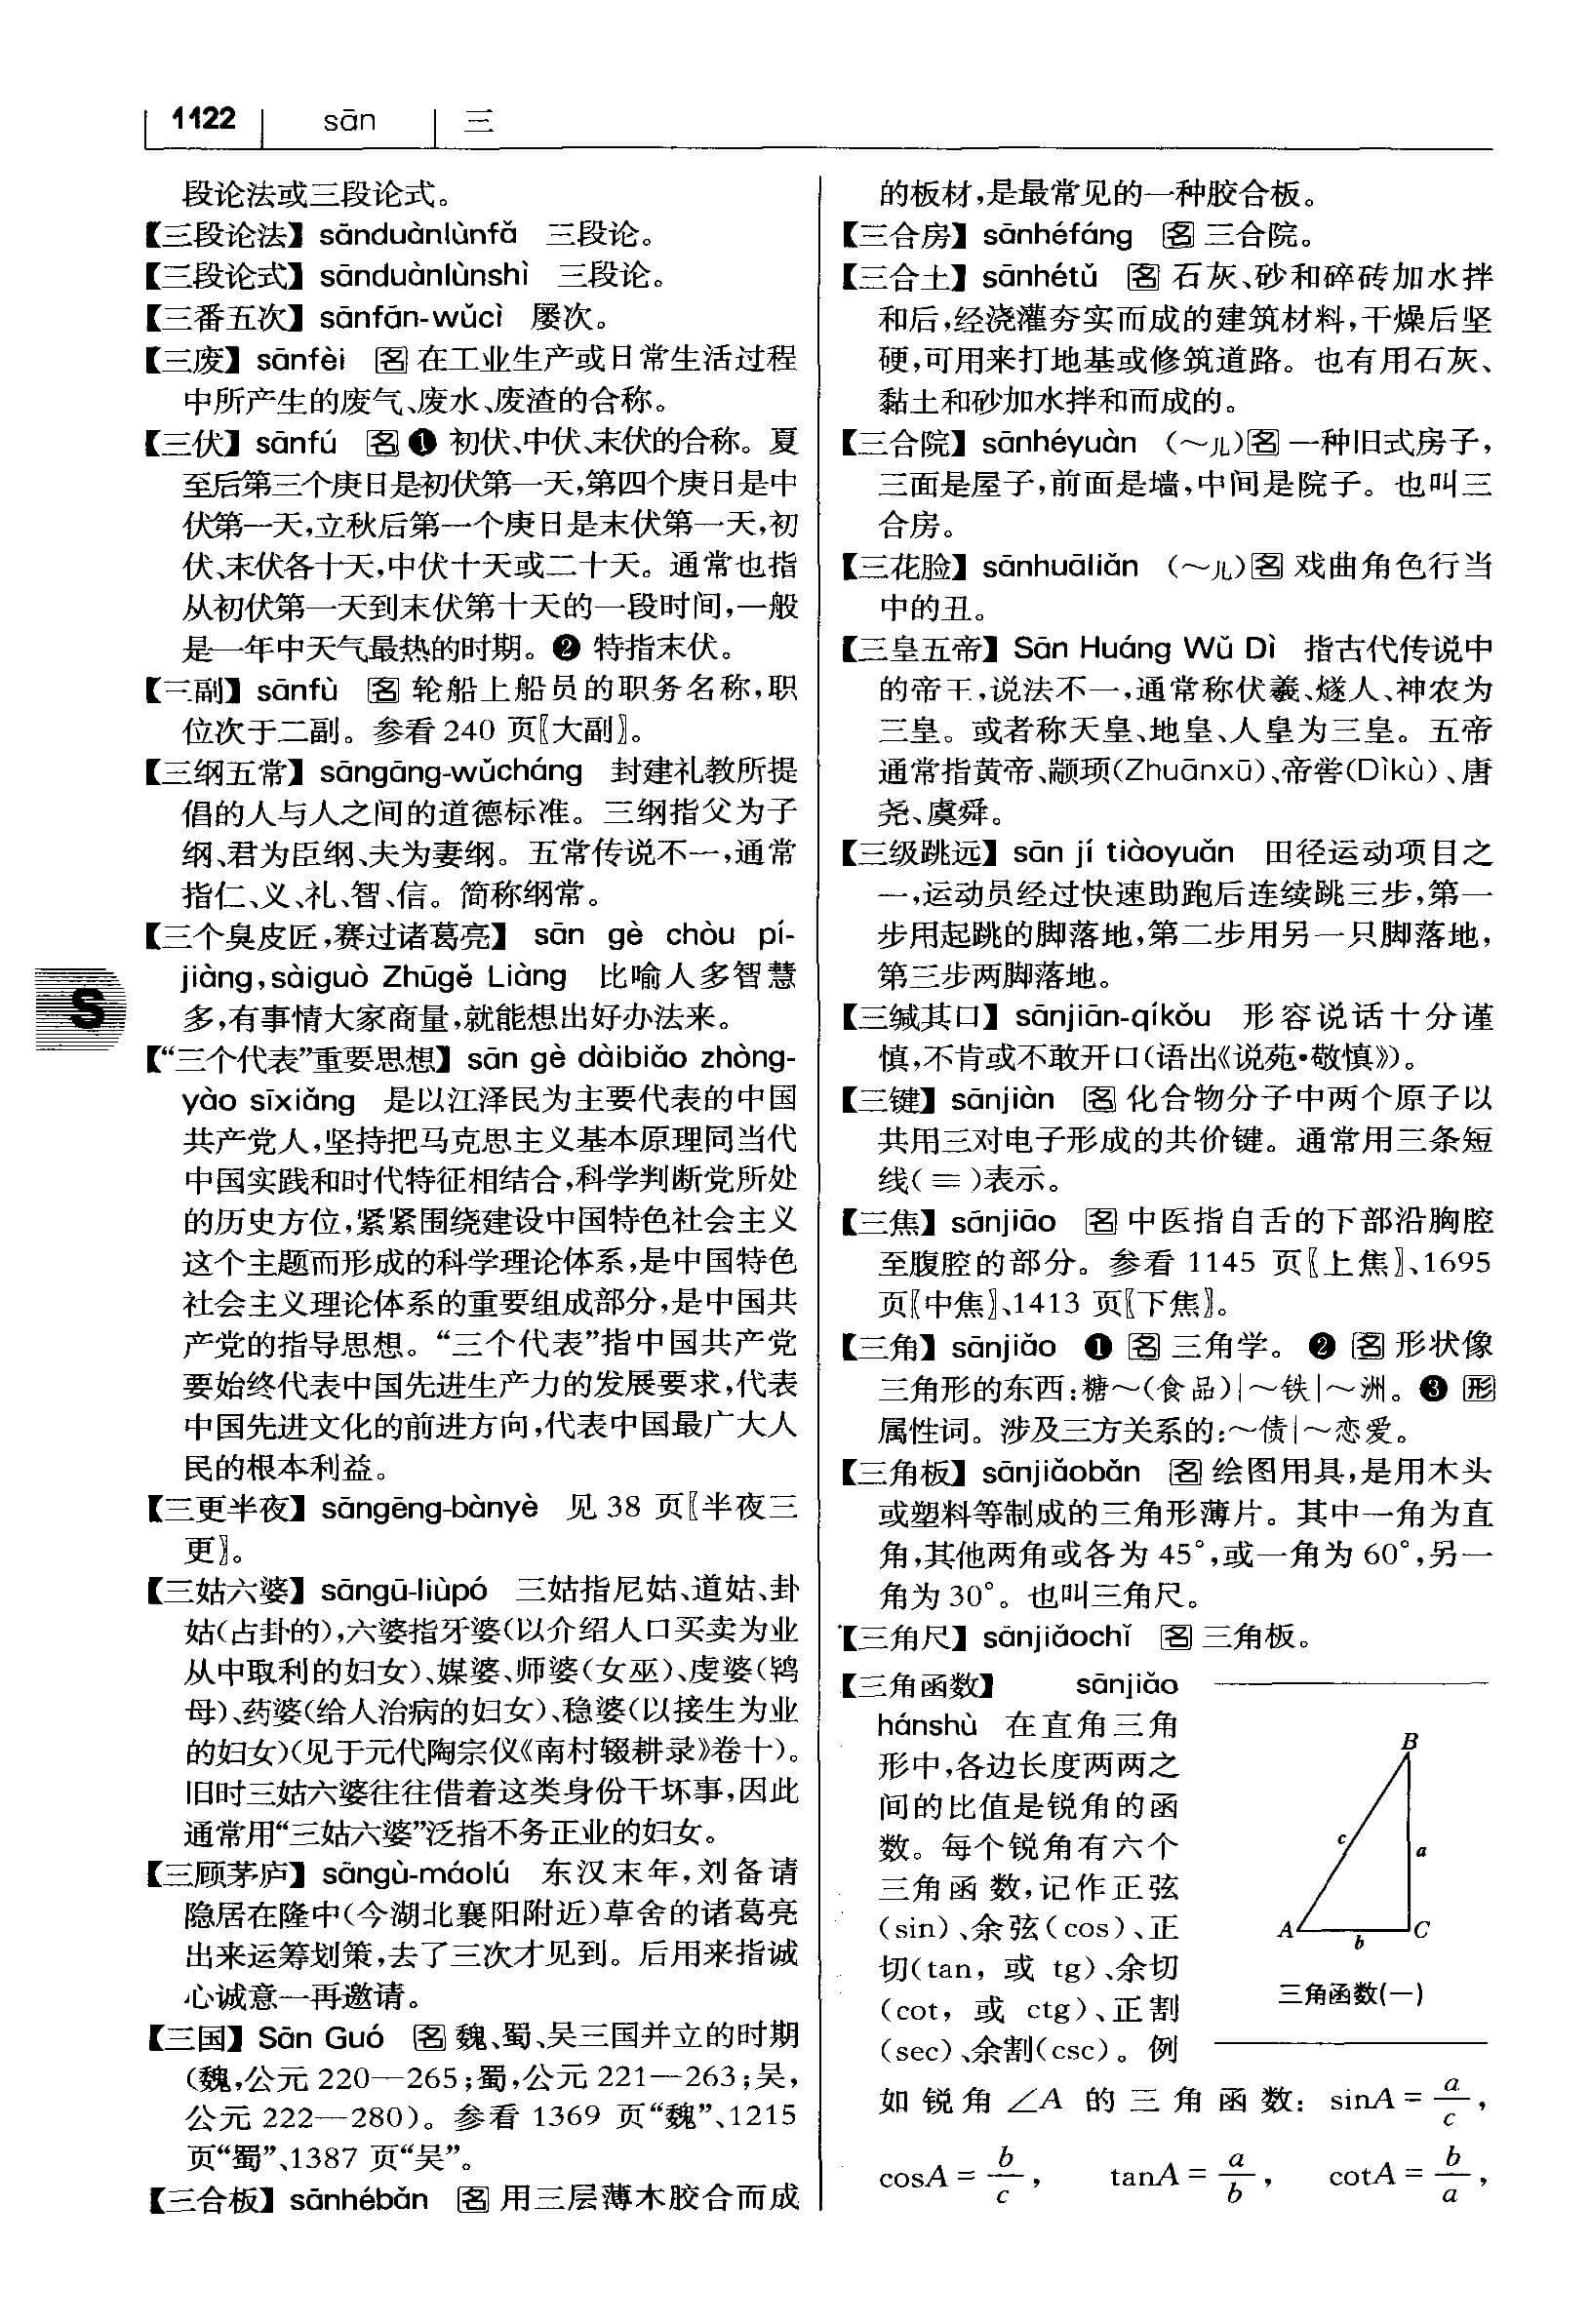 1122 sān 三
段论法或三段论式。
【三段论法】sānduànlùnfǎ 三段论。
【三段论式】sānduànlùnshì 三段论。
【三番五次】sānfān-wǔcì 屡次。
【三废】sānfèi 名 在工业生产或日常生活过程
中所产生的废气、废水、废渣的合称。
【三伏】sānfú 名 ❶ 初伏、中伏、末伏的合称。夏
至后第三个庚日是初伏第一天,第四个庚日是中
伏第一天,立秋后第一个庚日是末伏第一天,初
伏、末伏各十天,中伏十天或二十天。通常也指
从初伏第一天到末伏第十天的一段时间,一般
是一年中天气最热的时期。❷ 特指末伏。
【三副】sānfù 名 轮船上船员的职务名称,职
位次于二副。参看 240 页〖大副〗。
【三纲五常】sāngāng-wǔcháng 封建礼教所提
倡的人与人之间的道德标准。三纲指父为子
纲、君为臣纲、夫为妻纲。五常传说不一,通常
指仁、义、礼、智、信。简称纲常。
【三个臭皮匠,赛过诸葛亮】 sān gè chòu pí-
jiàng,sàiguò Zhūgě Liàng 比喻人多智慧
多,有事情大家商量,就能想出好办法来。
【“三个代表”重要思想】sān gè dàibiǎo zhòng-
yào sīxiǎng 是以江泽民为主要代表的中国
共产党人,坚持把马克思主义基本原理同当代
中国实践和时代特征相结合,科学判断党所处
的历史方位,紧紧围绕建设中国特色社会主义
这个主题而形成的科学理论体系,是中国特色
社会主义理论体系的重要组成部分,是中国共
产党的指导思想。“三个代表”指中国共产党
要始终代表中国先进生产力的发展要求,代表
中国先进文化的前进方向,代表中国最广大人
民的根本利益。
【三更半夜】sāngēng-bànyè 见 38 页〖半夜三
更〗。
【三姑六婆】sāngū-liùpó 三姑指尼姑、道姑、卦
姑(占卦的),六婆指牙婆(以介绍人口买卖为业
从中取利的妇女)、媒婆、师婆(女巫)、虔婆(鸨
母)、药婆(给人治病的妇女)、稳婆(以接生为业
的妇女)(见于元代陶宗仪《南村辍耕录》卷十)。
旧时三姑六婆往往借着这类身份干坏事,因此
通常用“三姑六婆”泛指不务正业的妇女。
【三顾茅庐】sāngù-máolú 东汉末年,刘备请
隐居在隆中(今湖北襄阳附近)草舍的诸葛亮
出来运筹划策,去了三次才见到。后用来指诚
心诚意一再邀请。
【三国】Sān Guó 名 魏、蜀、吴三国并立的时期
(魏,公元 220—265;蜀,公元 221—263;吴,
公元 222—280)。参看 1369 页“魏”、1215
页“蜀”、1387 页“吴”。
【三合板】sānhébǎn 名 用三层薄木胶合而成
的板材,是最常见的一种胶合板。
【三合房】sānhéfáng 名 三合院。
【三合土】sānhétǔ 名 石灰、砂和碎砖加水拌
和后,经浇灌夯实而成的建筑材料,干燥后坚
硬,可用来打地基或修筑道路。也有用石灰、
黏土和砂加水拌和而成的。
【三合院】sānhéyuàn (～儿)名 一种旧式房子,
三面是屋子,前面是墙,中间是院子。也叫三
合房。
【三花脸】sānhuāliǎn (～儿)名 戏曲角色行当
中的丑。
【三皇五帝】Sān Huáng Wǔ Dì 指古代传说中
的帝王,说法不一,通常称伏羲、燧人、神农为
三皇。或者称天皇、地皇、人皇为三皇。五帝
通常指黄帝、颛顼(Zhuānxū)、帝喾(Dìkù)、唐
尧、虞舜。
【三级跳远】sān jí tiàoyuǎn 田径运动项目之
一,运动员经过快速助跑后连续跳三步,第一
步用起跳的脚落地,第二步用另一只脚落地,
第三步两脚落地。
【三缄其口】sānjiān-qíkǒu 形容说话十分谨
慎,不肯或不敢开口(语出《说苑·敬慎》)。
【三键】sānjiàn 名 化合物分子中两个原子以
共用三对电子形成的共价键。通常用三条短
线(≡)表示。
【三焦】sānjiāo 名 中医指自舌的下部沿胸腔
至腹腔的部分。参看 1145 页〖上焦〗、1695
页〖中焦〗、1413 页〖下焦〗。
【三角】sānjiǎo ❶ 名 三角学。❷ 名 形状像
三角形的东西:糖～(食品)|～铁|～洲。❸ 形
属性词。涉及三方关系的:～债|～恋爱。
【三角板】sānjiǎobǎn 名 绘图用具,是用木头
或塑料等制成的三角形薄片。其中一角为直
角,其他两角或各为 45°,或一角为 60°,另一
角为 30°。也叫三角尺。
【三角尺】sānjiǎochǐ 名 三角板。
【三角函数】 sānjiǎo
hánshù 在直角三角
形中,各边长度两两之
间的比值是锐角的函
数。每个锐角有六个
三角函数,记作正弦
(sin)、余弦(cos)、正
切(tan, 或 tg)、余切
(cot, 或 ctg)、正割
(sec)、余割(csc)。例
如锐角∠A 的三角函数: sinA = a/c,
cosA = b/c, tanA = a/b, cotA = b/a,
B
c
a
A
b
C
三角函数(一)
S